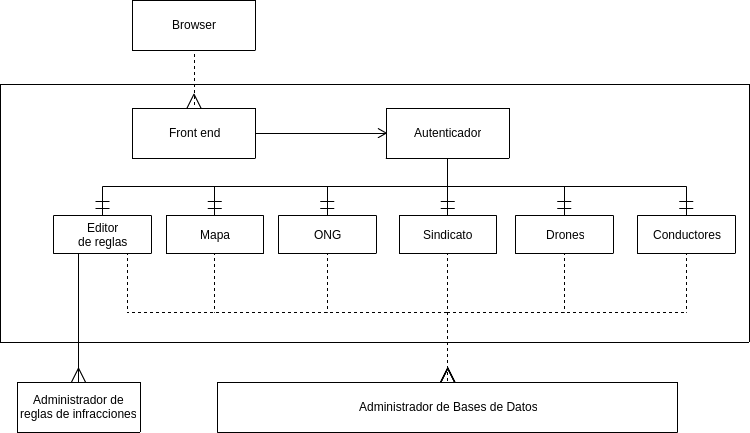 Browser
Front end
Autenticador
Editor
de reglas
Mapa
ONG
Sindicato
Drones
Conductores
Administrador de
reglas de infracciones
Administrador de Bases de Datos